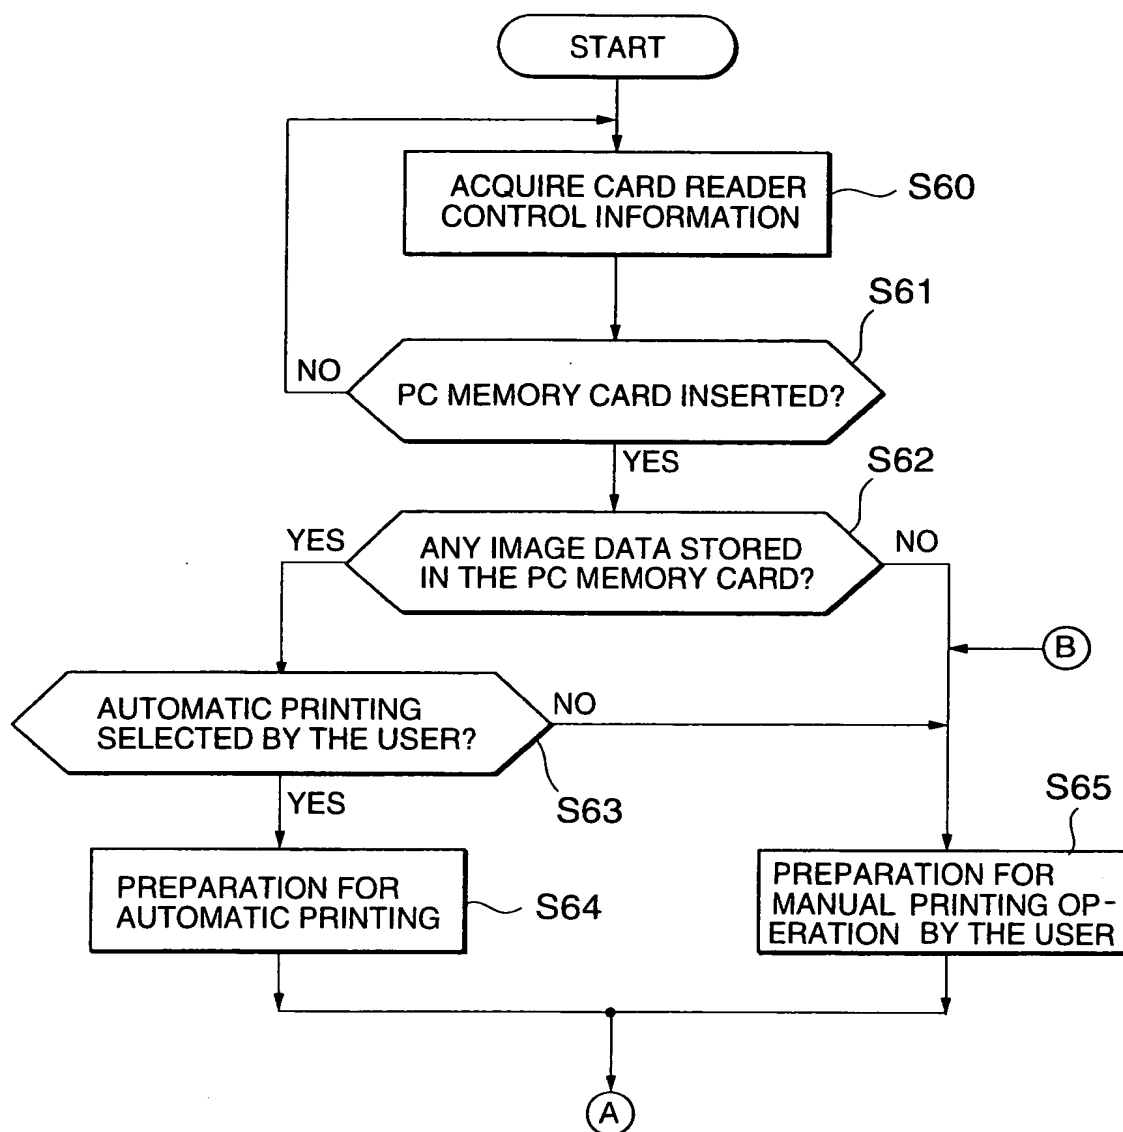 START
ACQUIRE CARD READER
CONTROL INFORMATION
S60
S61
NO
PC MEMORY CARD INSERTED?
YES
S62
YES
ANY IMAGE DATA STORED
IN THE PC MEMORY CARD?
NO
B
AUTOMATIC PRINTING
SELECTED BY THE USER?
NO
S63
YES
S65
PREPARATION FOR
AUTOMATIC PRINTING
S64
PREPARATION FOR
MANUAL PRINTING OP-
ERATION BY THE USER
A